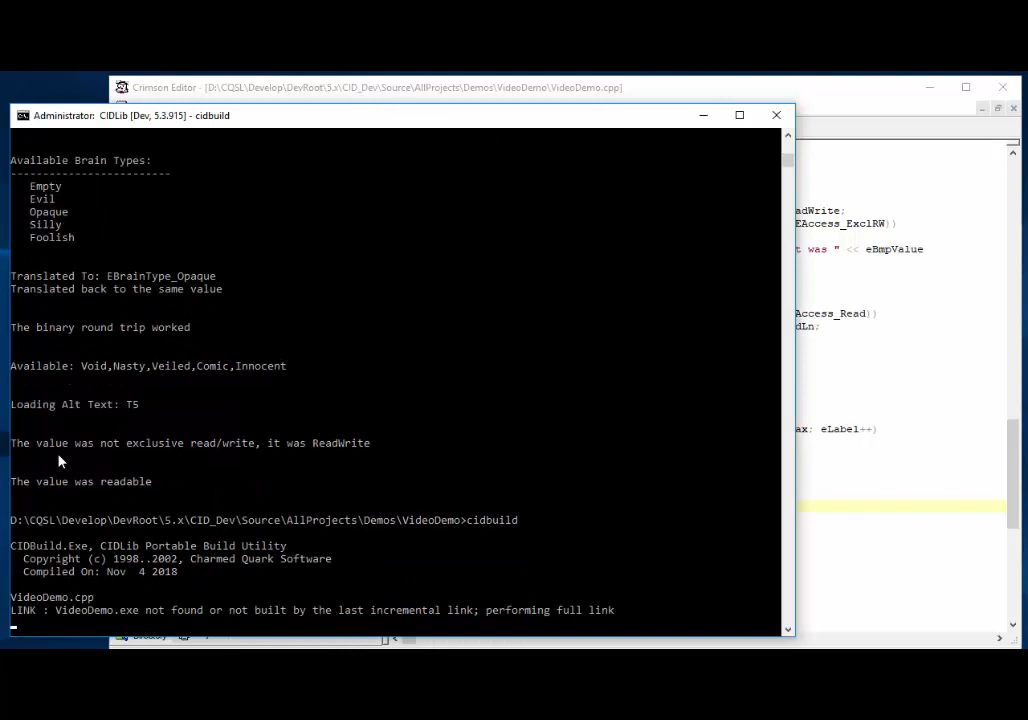 Crimson Editor - [D:\CQSL\Develop\DevRoot\5.x\CID_Dev\Source\AllProjects\Demos\VideoDemo\VideoDemo.cpp]
Administrator: CIDLib [Dev, 5.3.915] - cidbuild
Available Brain Types:
-------------------------
Empty
Evil
Opaque
Silly
Foolish
Translated To: EBrainType_Opaque
Translated back to the same value
The binary round trip worked
Available: Void,Nasty,Veiled,Comic,Innocent
Loading Alt Text: T5
The value was not exclusive read/write, it was ReadWrite
The value was readable
D:\CQSL\Develop\DevRoot\5.x\CID_Dev\Source\AllProjects\Demos\VideoDemo>cidbuild
CIDBuild.Exe, CIDLib Portable Build Utility
Copyright (c) 1998..2002, Charmed Quark Software
Compiled On: Nov  4 2018
VideoDemo.cpp
LINK : VideoDemo.exe not found or not built by the last incremental link; performing full link
adWrite;
EAccess_ExclRW))
t was " << eBmpValue
Access_Read))
dLn;
ax; eLabel++)